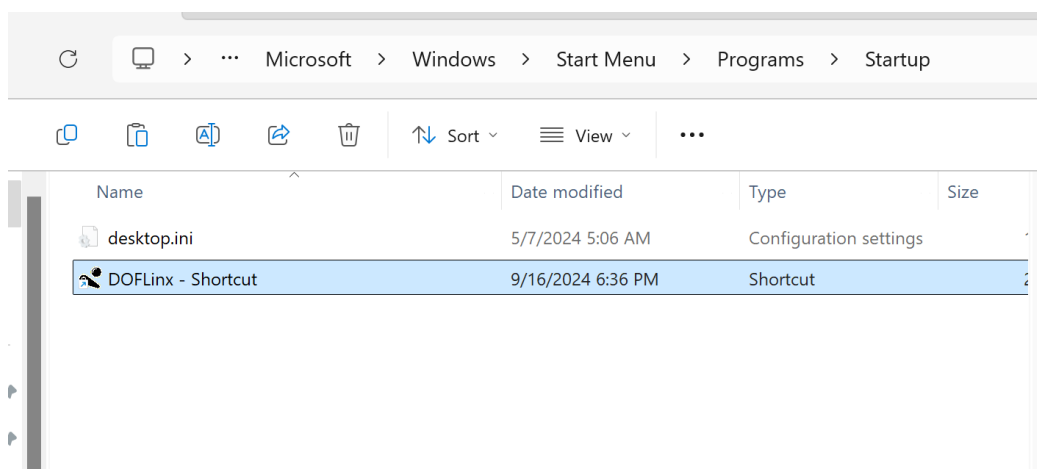 > ··· Microsoft > Windows > Start Menu > Programs > Startup
Sort View ···
Name Date modified Type Size
desktop.ini 5/7/2024 5:06 AM Configuration settings
DOFLinx - Shortcut 9/16/2024 6:36 PM Shortcut